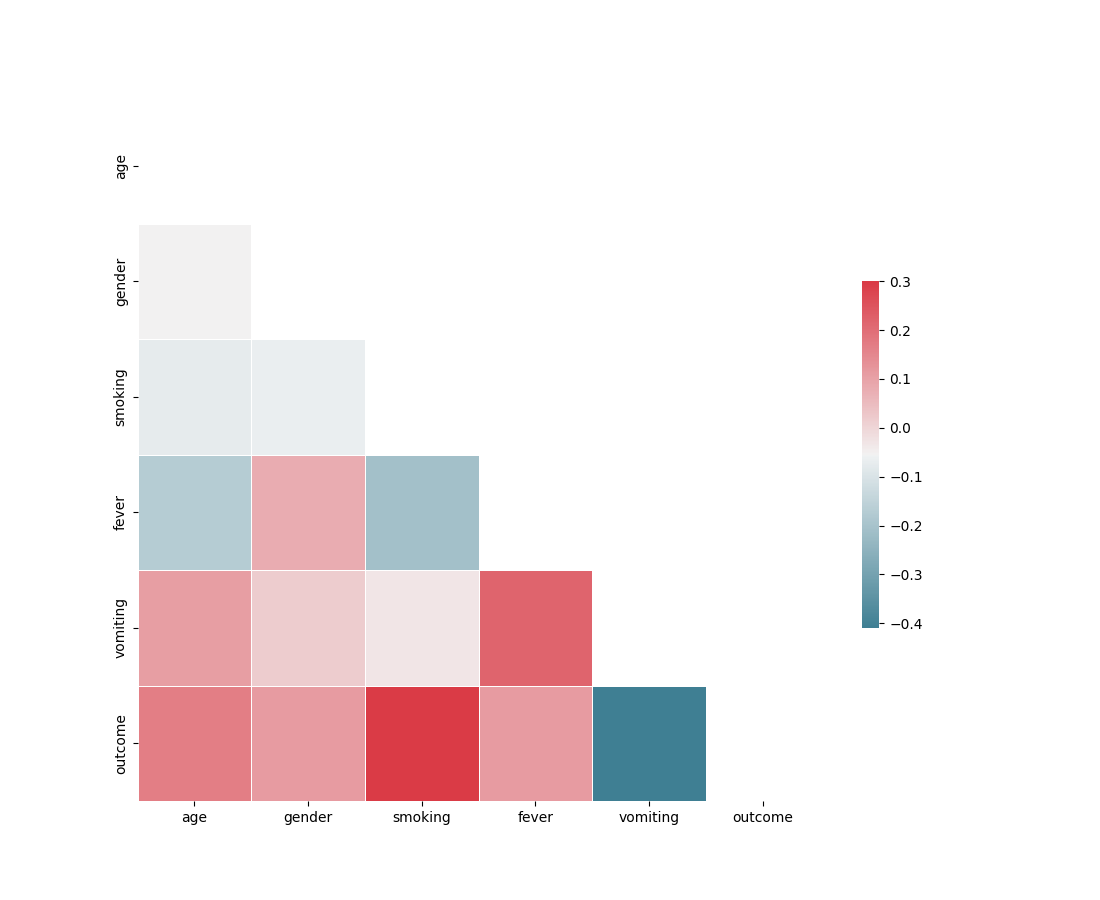 age
gender
smoking
fever
vomiting
outcome
age gender smoking fever vomiting outcome
0.3
0.2
0.1
0.0
−0.1
−0.2
−0.3
−0.4